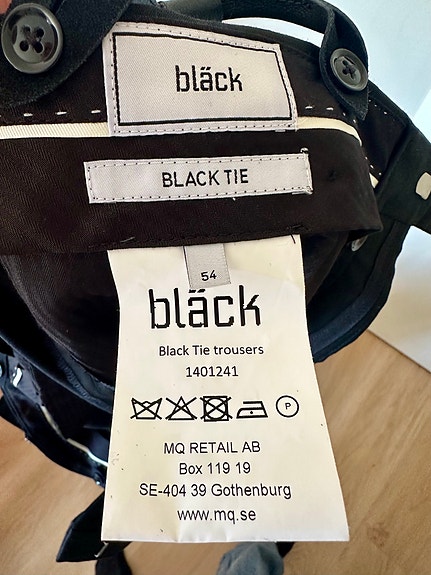 bläck
BLACK TIE
54
bläck
Black Tie trousers
1401241
P
MQ RETAIL AB
Box 119 19
SE-404 39 Gothenburg
www.mq.se